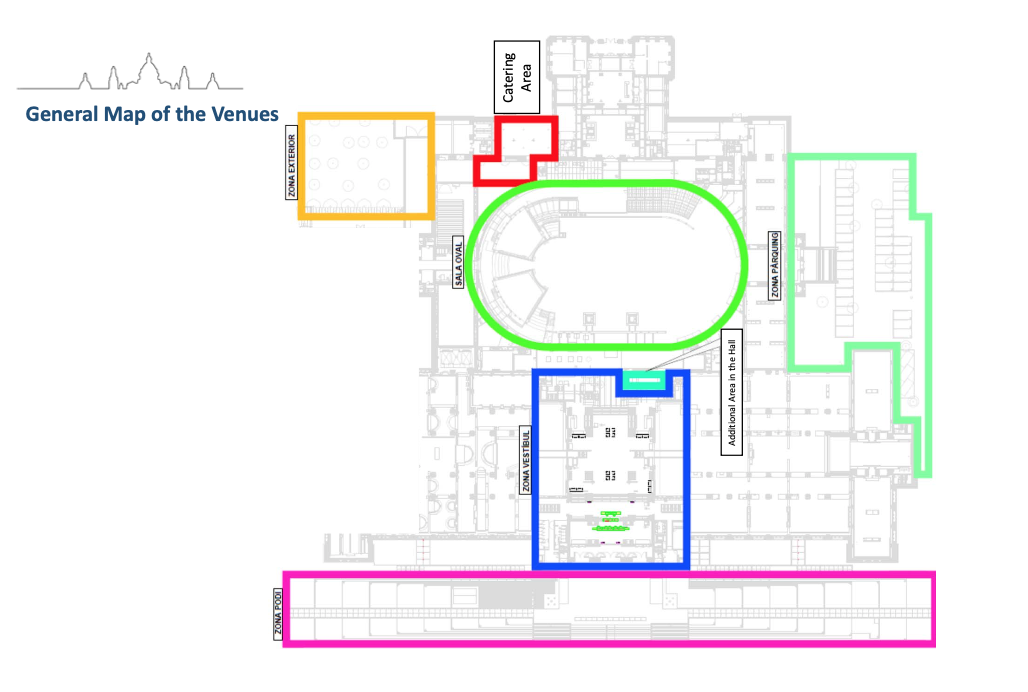 General Map of the Venues
Catering
Area
ZONA EXTERIOR
SALA OVAL
ZONA PÀRQUING
Additional Area in the Hall
ZONA VESTÍBUL
ZONA PODI